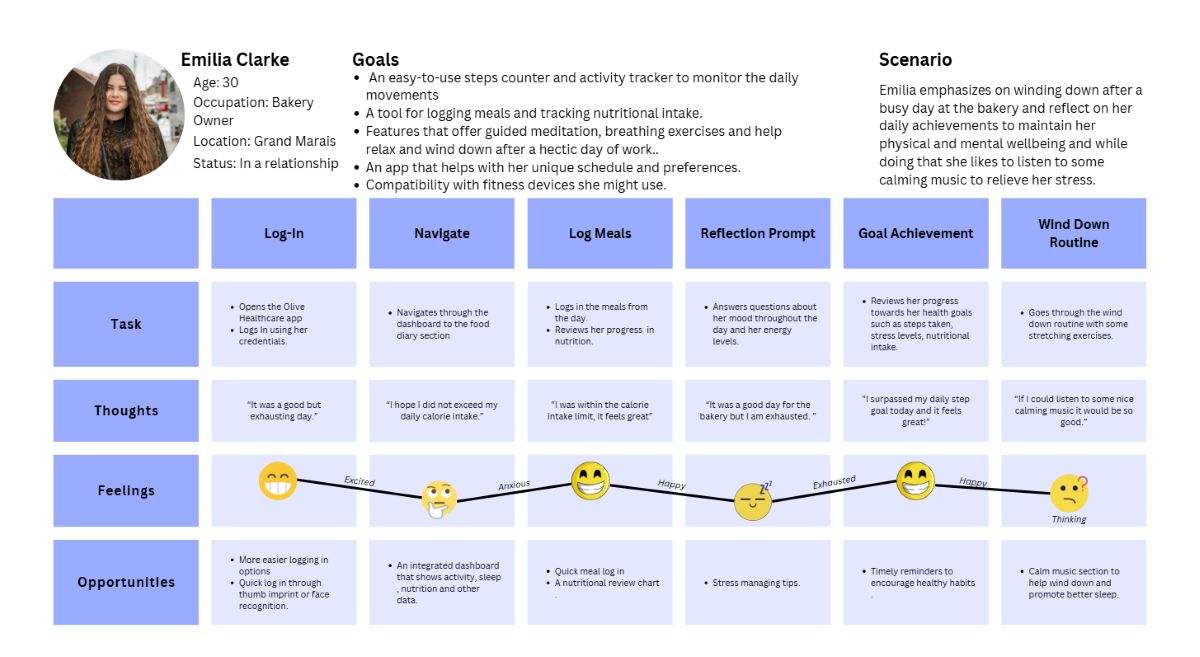 Emilia Clarke
Age: 30
Occupation: Bakery
Owner
Location: Grand Marais
Status: In a relationship
Goals
• An easy-to-use steps counter and activity tracker to monitor the daily
movements
• A tool for logging meals and tracking nutritional intake.
• Features that offer guided meditation, breathing exercises and help
relax and wind down after a hectic day of work..
• An app that helps with her unique schedule and preferences.
• Compatibility with fitness devices she might use.
Scenario
Emilia emphasizes on winding down after a
busy day at the bakery and reflect on her
daily achievements to maintain her
physical and mental wellbeing and while
doing that she likes to listen to some
calming music to relieve her stress.
Log-In
Navigate
Log Meals
Reflection Prompt
Goal Achievement
Wind Down
Routine
Task
• Opens the Olive
Healthcare app
• Logs In using her
credentials.
• Navigates through the
dashboard to the food
diary section
• Logs in the meals from
the day.
• Reviews her progress in
nutrition.
• Answers questions about
her mood throughout the
day and her energy
levels.
• Reviews her progress
towards her health goals
such as steps taken,
stress levels, nutritional
intake.
• Goes through the wind
down routine with some
stretching exercises.
Thoughts
“It was a good but
exhausting day.”
“I hope I did not exceed my
daily calorie intake.”
“I was within the calorie
intake limit, it feels great”
“It was a good day for the
bakery but I am exhausted. ”
“I surpassed my daily step
goal today and it feels
great!”
“If I could listen to some nice
calming music it would be so
good.”
Feelings
Excited
Anxious
Happy
zzz
Exhausted
Happy
?
Thinking
Opportunities
• More easier logging in
options
• Quick log in through
thumb imprint or face
recognition.
• An integrated dashboard
that shows activity, sleep
, nutrition and other
data.
• Quick meal log in
• A nutritional review chart
.
• Stress managing tips.
• Timely reminders to
encourage healthy habits
.
• Calm music section to
help wind down and
promote better sleep.